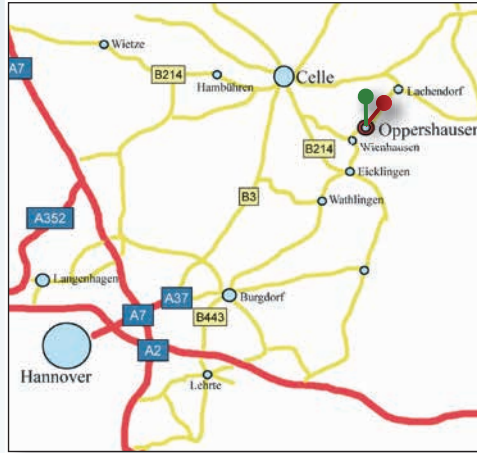 Wietze
A7
B214
Hambühren
Celle
Lachendorf
Oppershausen
B214
Wienhausen
Eicklingen
B3
Wathlingen
A352
Langenhagen
A37
Burgdorf
A7
B443
A2
Hannover
Lehrte